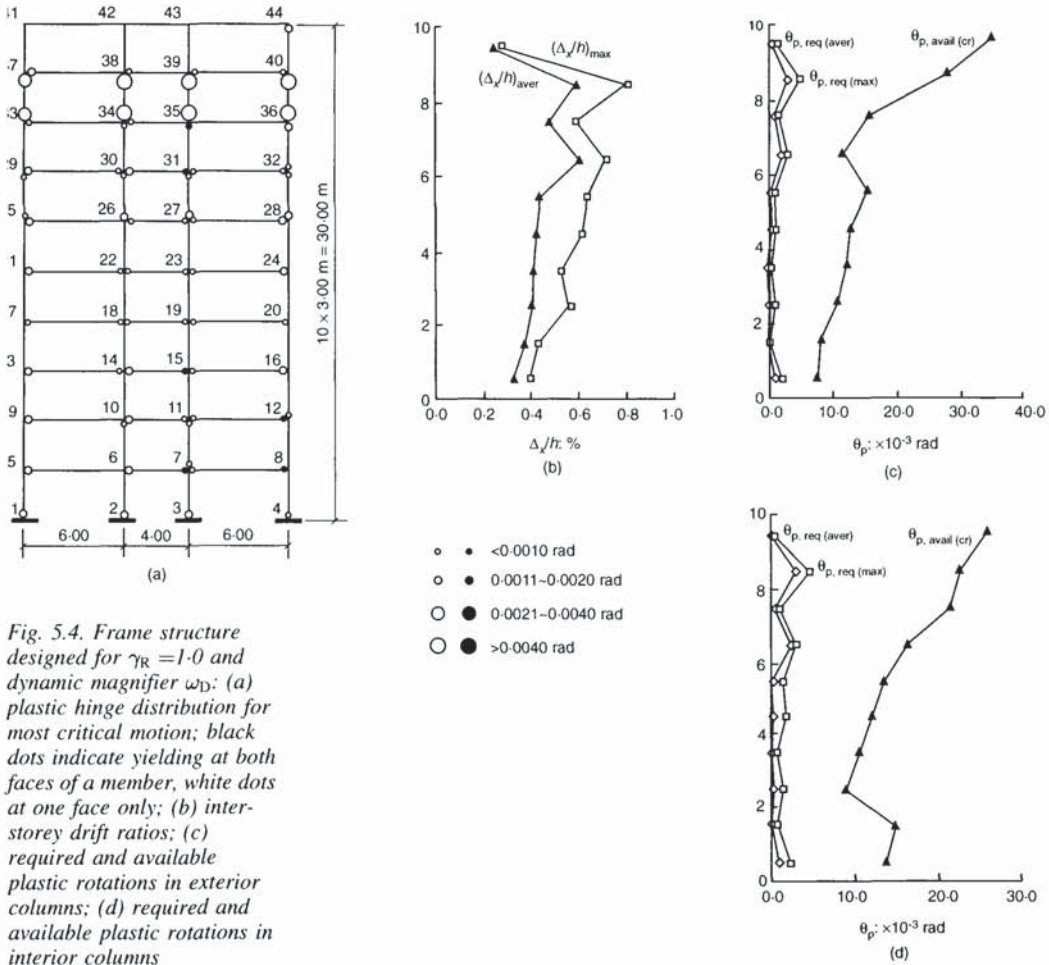 41 42 43 44
37 38 39 40
33 34 35 36
29 30 31 32
5 26 27 28
1 22 23 24
7 18 19 20
3 14 15 16
9 10 11 12
5 6 7 8
1 2 3 4
6·00 4·00 6·00
10 × 3·00 m = 30·00 m
(a)
10
8
6
4
2
0
0·0 0·2 0·4 0·6 0·8 1·0
(Δx/h)max
(Δx/h)aver
Δx/h: %
(b)
10
8
6
4
2
0
0·0 10·0 20·0 30·0 40·0
θp, req (aver)
θp, req (max)
θp, avail (cr)
θp: ×10-3 rad
(c)
<0·0010 rad
0·0011~0·0020 rad
0·0021~0·0040 rad
>0·0040 rad
10
8
6
4
2
0
0·0 10·0 20·0 30·0
θp, req (aver)
θp, req (max)
θp, avail (cr)
θp: ×10-3 rad
(d)
Fig. 5.4. Frame structure
designed for γR =1·0 and
dynamic magnifier ωD: (a)
plastic hinge distribution for
most critical motion; black
dots indicate yielding at both
faces of a member, white dots
at one face only; (b) inter-
storey drift ratios; (c)
required and available
plastic rotations in exterior
columns; (d) required and
available plastic rotations in
interior columns